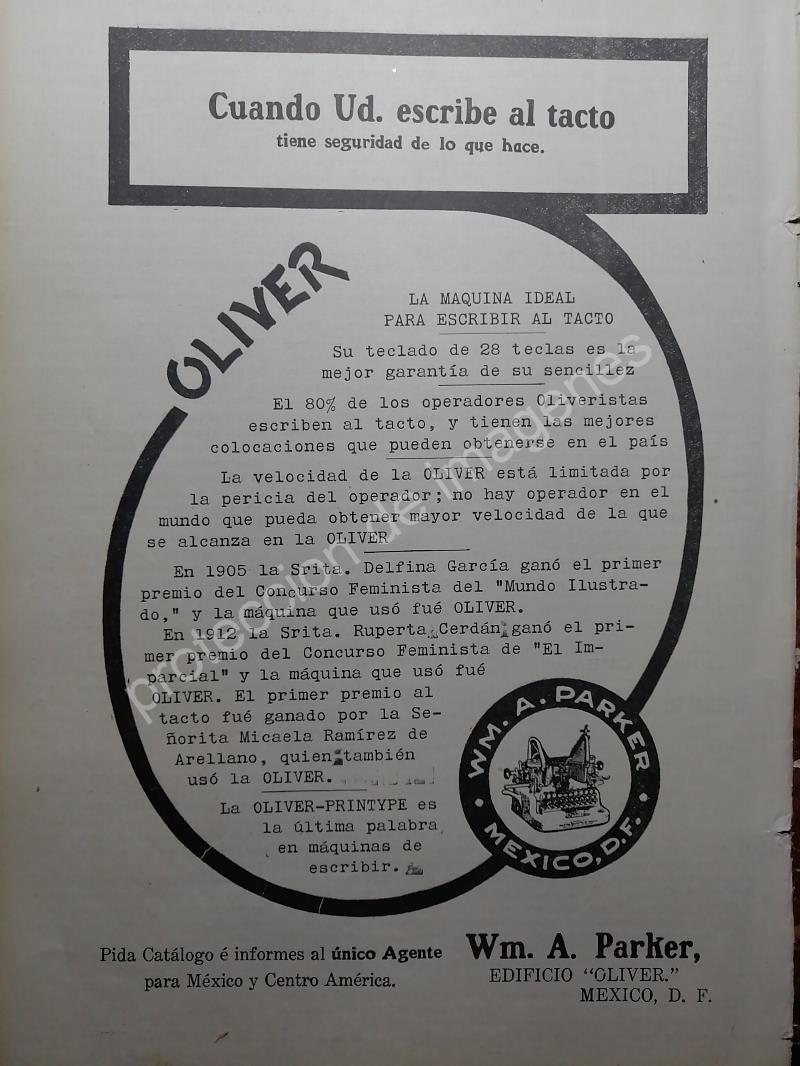 Cuando Ud. escribe al tacto
tiene seguridad de lo que hace.
OLIVER
LA MAQUINA IDEAL
PARA ESCRIBIR AL TACTO
Su teclado de 28 teclas es la
mejor garantía de su sencillez
El 80% de los operadores Oliveristas
escriben al tacto, y tienen las mejores
colocaciones que pueden obtenerse en el país
La velocidad de la OLIVER está limitada por
la pericia del operador; no hay operador en el
mundo que pueda obtener mayor velocidad de la que
se alcanza en la OLIVER
En 1905 la Srita. Delfina García ganó el primer
premio del Concurso Feminista del "Mundo Ilustra-
do," y la máquina que usó fué OLIVER.
En 1912 la Srita. Ruperta Cerdán ganó el pri-
mer premio del Concurso Feminista de "El Im-
parcial" y la máquina que usó fué
OLIVER. El primer premio al
tacto fué ganado por la Se-
ñorita Micaela Ramírez de
Arellano, quien también
usó la OLIVER.
La OLIVER-PRINTYPE es
la última palabra
en máquinas de
escribir.
WM. A. PARKER
MEXICO, D.F.
Pida Catálogo é informes al único Agente
para México y Centro América.
Wm. A. Parker,
EDIFICIO "OLIVER."
MEXICO, D. F.
proteccion de imagenes